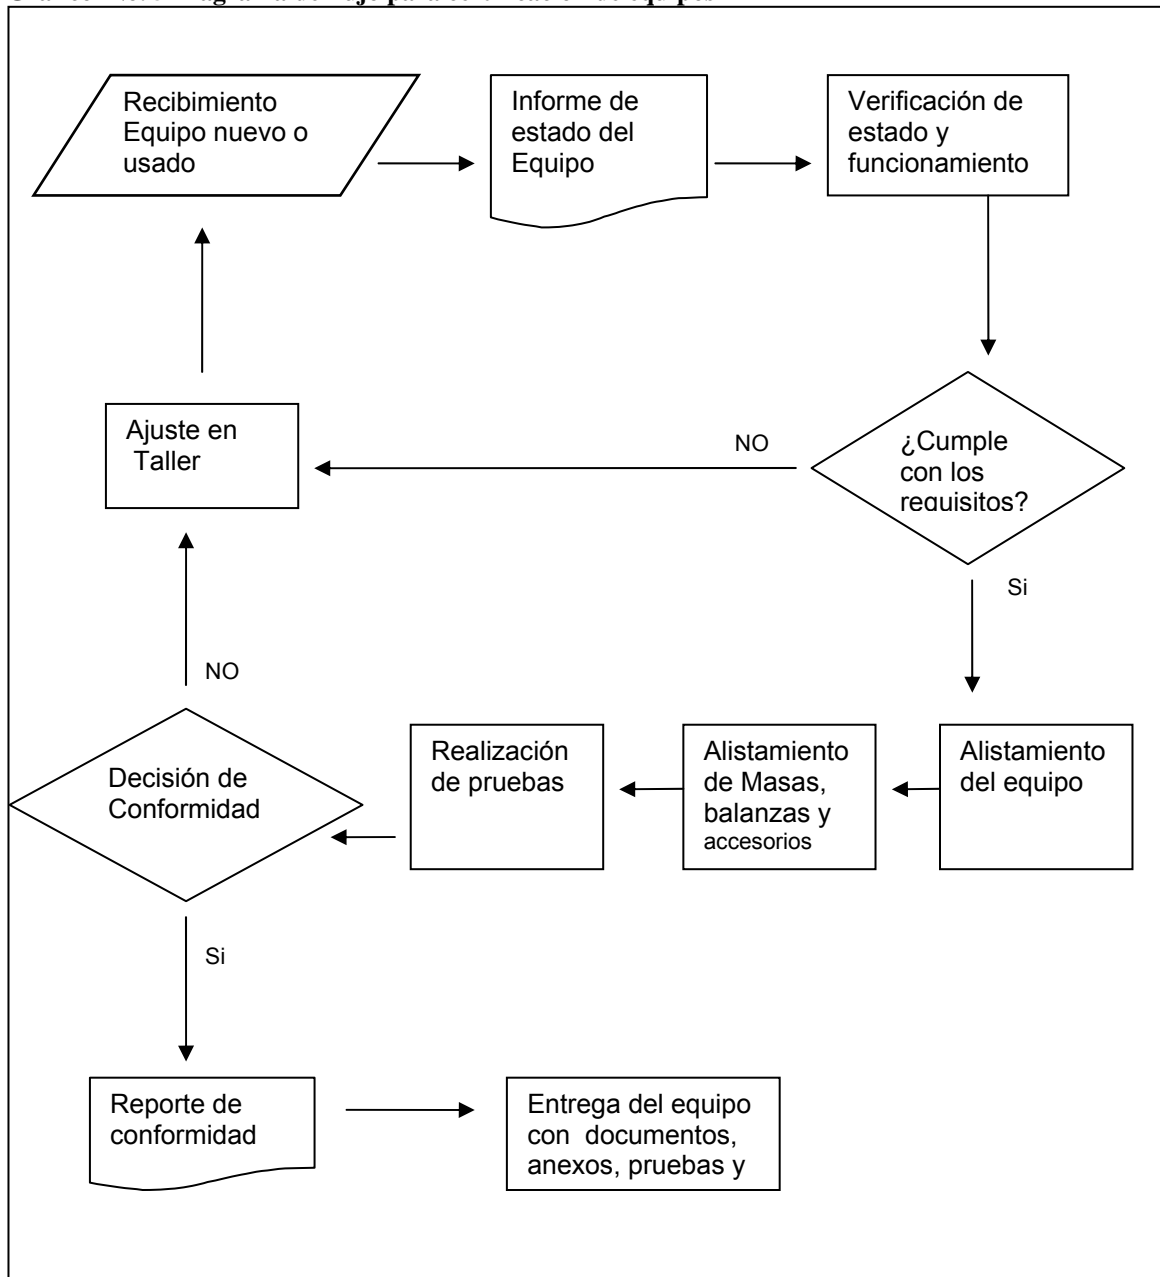 Recibimiento
Equipo nuevo o
usado
Informe de
estado del
Equipo
Verificación de
estado y
funcionamiento
¿Cumple
con los
requisitos?
NO
Ajuste en
Taller
Si
Alistamiento
del equipo
Alistamiento
de Masas,
balanzas y
accesorios
Realización
de pruebas
Decisión de
Conformidad
NO
Si
Reporte de
conformidad
Entrega del equipo
con documentos,
anexos, pruebas y